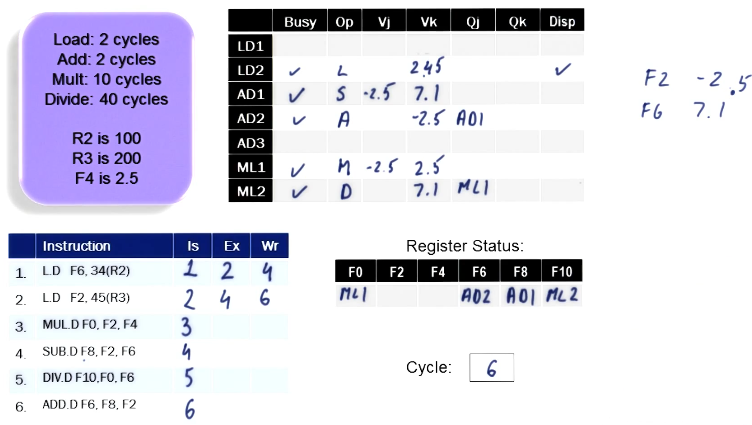 Load: 2 cycles
Add: 2 cycles
Mult: 10 cycles
Divide: 40 cycles
R2 is 100
R3 is 200
F4 is 2.5
Busy Op Vj Vk Qj Qk Disp
LD1
LD2 ✓ L 245 ✓
AD1 ✓ S -2.5 7.1
AD2 ✓ A -2.5 AD1
AD3
ML1 ✓ M -2.5 2.5
ML2 ✓ D 7.1 ML1
F2 -2.5
F6 7.1
Instruction Is Ex Wr
1. L.D F6, 34(R2) 1 2 4
2. L.D F2, 45(R3) 2 4 6
3. MUL.D F0, F2, F4 3
4. SUB.D F8, F2, F6 4
5. DIV.D F10,F0, F6 5
6. ADD.D F6, F8, F2 6
Register Status:
F0 F2 F4 F6 F8 F10
ML1 AD2 AD1 ML2
Cycle: 6